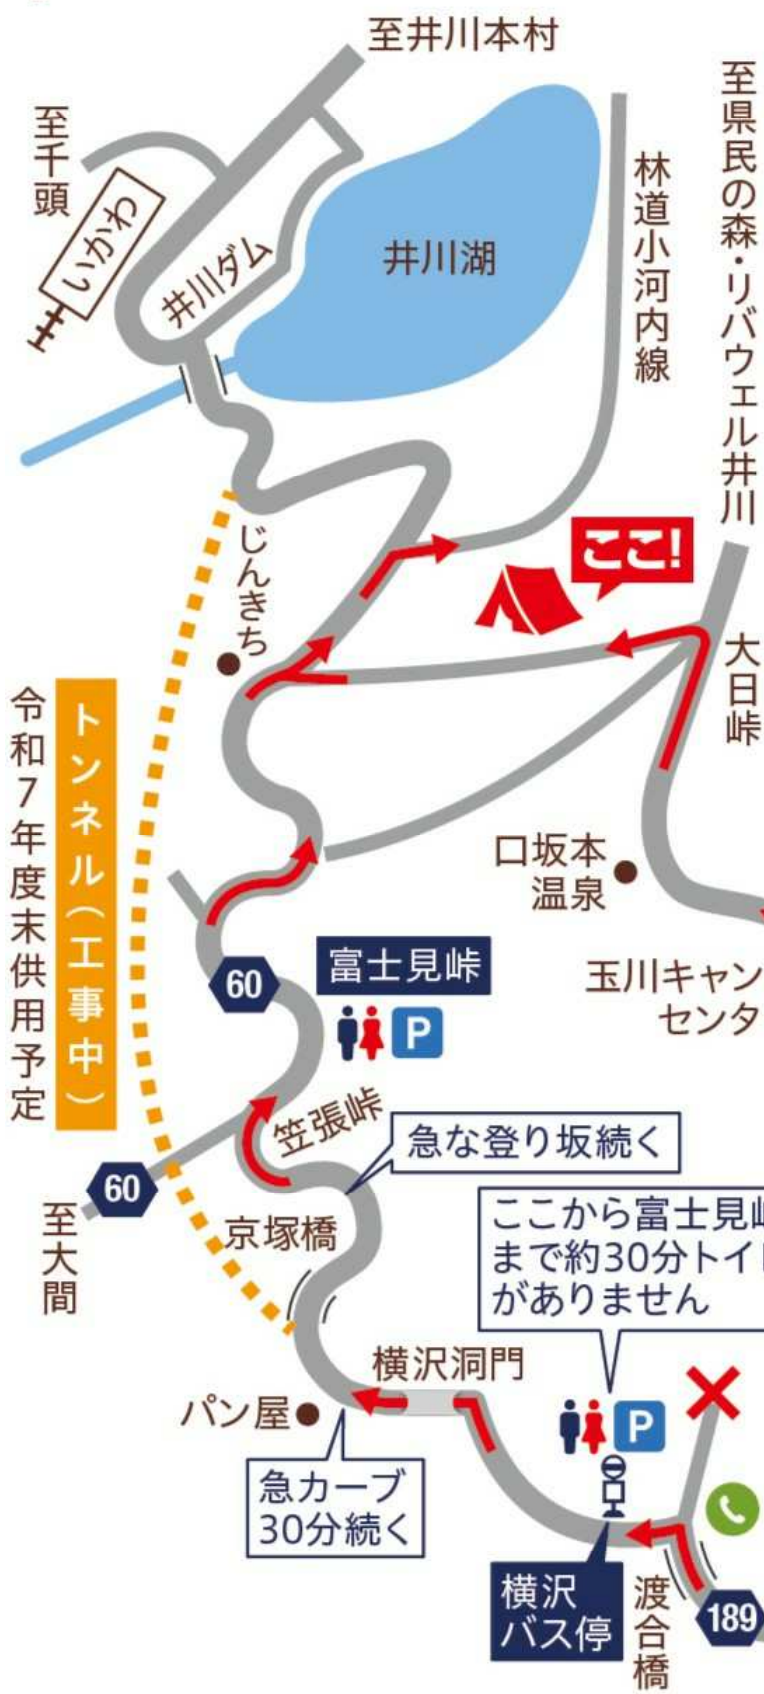 至井川本村
至千頭
いかわ
井川ダム
井川湖
林道小河内線
至県民の森・リバウェル井川
じんきち
ここ!
大日峠
トンネル(工事中)
令和7年度末供用予定
口坂本
温泉
玉川キャン
センタ
60
富士見峠
P
笠張峠
急な登り坂続く
60
至大間
京塚橋
ここから富士見峠
まで約30分トイレ
がありません
横沢洞門
パン屋
P
急カーブ
30分続く
横沢
バス停
渡合橋
189